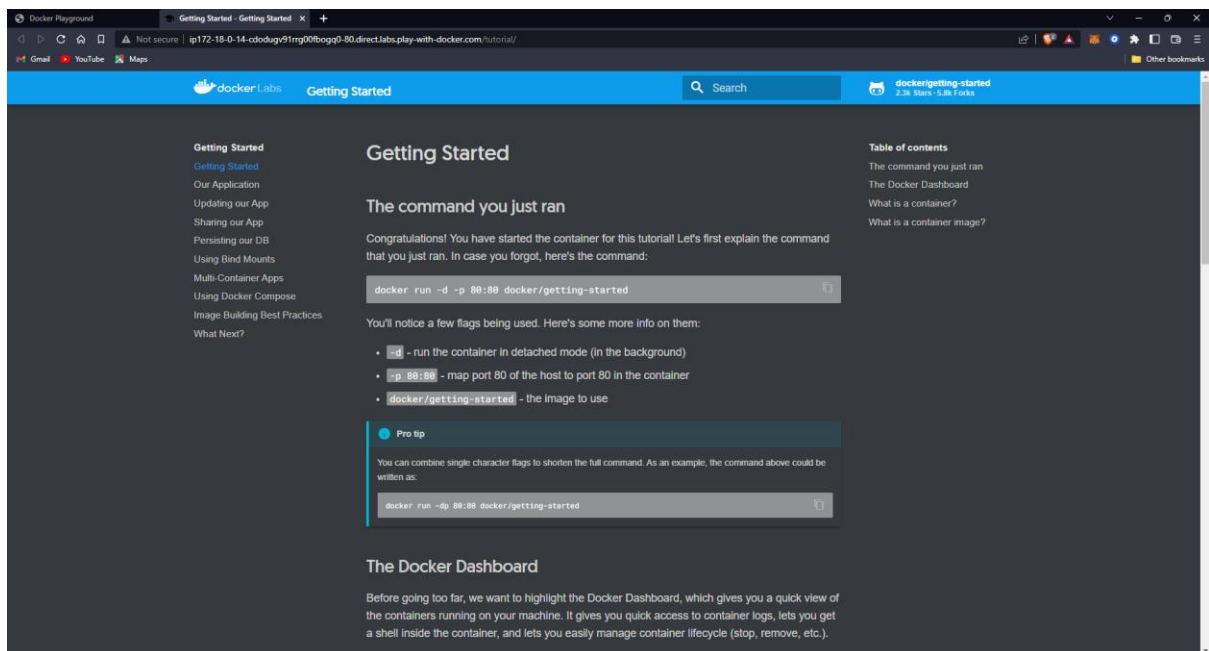 Docker Playground
Getting Started - Getting Started
Not secure
ip172-18-0-14-cdodugv91rrg00fbogq0-80.direct.labs.play-with-docker.com/tutorial/
Gmail
YouTube
Maps
Other bookmarks
dockerLabs
Getting Started
Search
docker/getting-started
2.3k Stars · 5.8k Forks
Getting Started
Getting Started
Our Application
Updating our App
Sharing our App
Persisting our DB
Using Bind Mounts
Multi-Container Apps
Using Docker Compose
Image Building Best Practices
What Next?
Getting Started
The command you just ran
Congratulations! You have started the container for this tutorial! Let's first explain the command
that you just ran. In case you forgot, here's the command:
docker run -d -p 80:80 docker/getting-started
You'll notice a few flags being used. Here's some more info on them:
• -d - run the container in detached mode (in the background)
• -p 80:80 - map port 80 of the host to port 80 in the container
• docker/getting-started - the image to use
Pro tip
You can combine single character flags to shorten the full command. As an example, the command above could be
written as:
docker run -dp 80:80 docker/getting-started
The Docker Dashboard
Before going too far, we want to highlight the Docker Dashboard, which gives you a quick view of
the containers running on your machine. It gives you quick access to container logs, lets you get
a shell inside the container, and lets you easily manage container lifecycle (stop, remove, etc.).
Table of contents
The command you just ran
The Docker Dashboard
What is a container?
What is a container image?